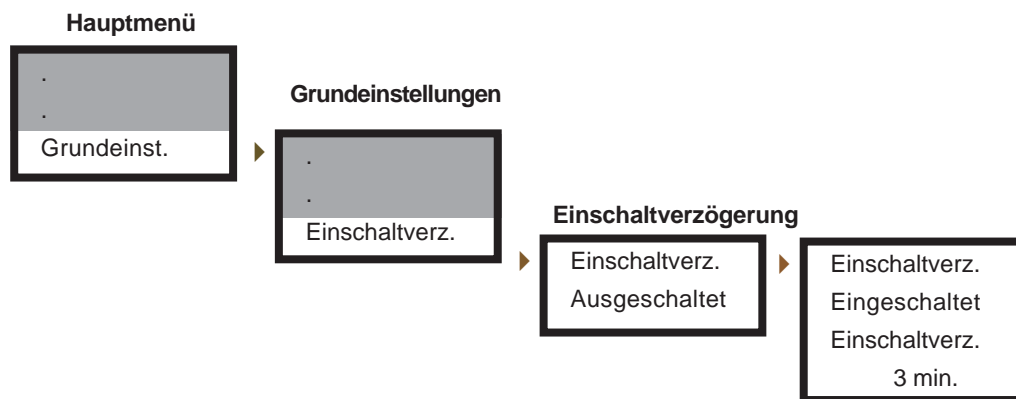 Hauptmenü
.
.
Grundeinst.
Grundeinstellungen
.
.
Einschaltverz.
Einschaltverzögerung
Einschaltverz.
Ausgeschaltet
Einschaltverz.
Eingeschaltet
Einschaltverz.
3 min.